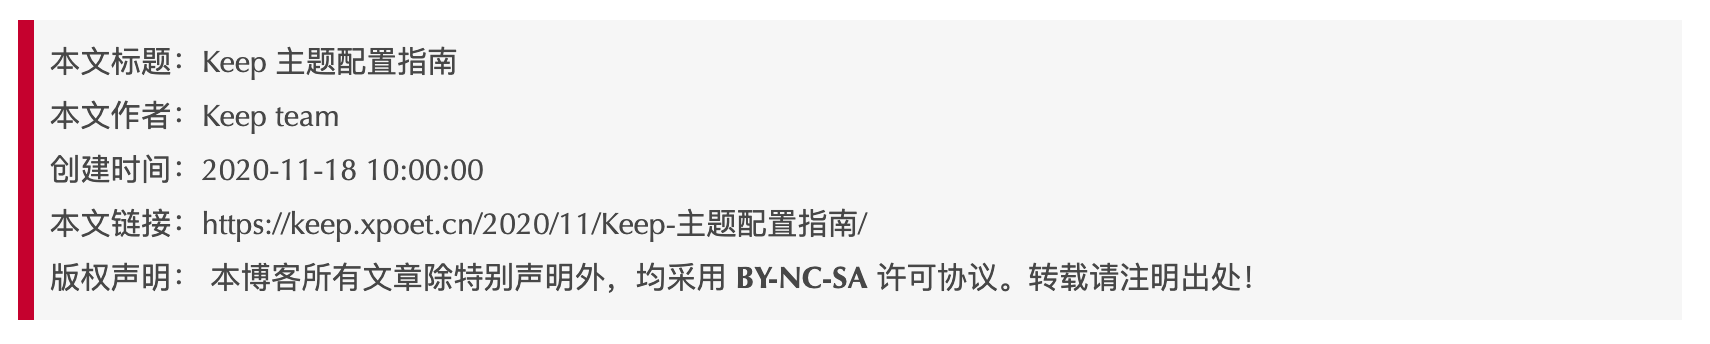 本文标题：Keep 主题配置指南
本文作者：Keep team
创建时间：2020-11-18 10:00:00
本文链接：https://keep.xpoet.cn/2020/11/Keep-主题配置指南/
版权声明： 本博客所有文章除特别声明外，均采用 BY-NC-SA 许可协议。转载请注明出处！